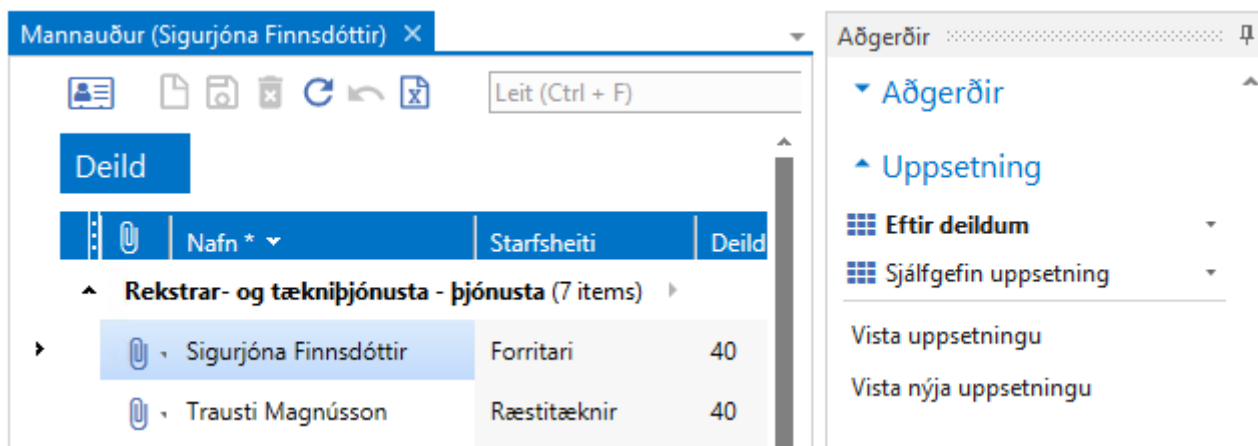 Mannauður (Sigurjóna Finnsdóttir)
Leit (Ctrl + F)
Deild
Nafn * Starfsheiti Deild
Rekstrar- og tækniþjónusta - þjónusta (7 items)
Sigurjóna Finnsdóttir Forritari 40
Trausti Magnússon Ræstitæknir 40
Aðgerðir
Aðgerðir
Uppsetning
Eftir deildum
Sjálfgefin uppsetning
Vista uppsetningu
Vista nýja uppsetningu